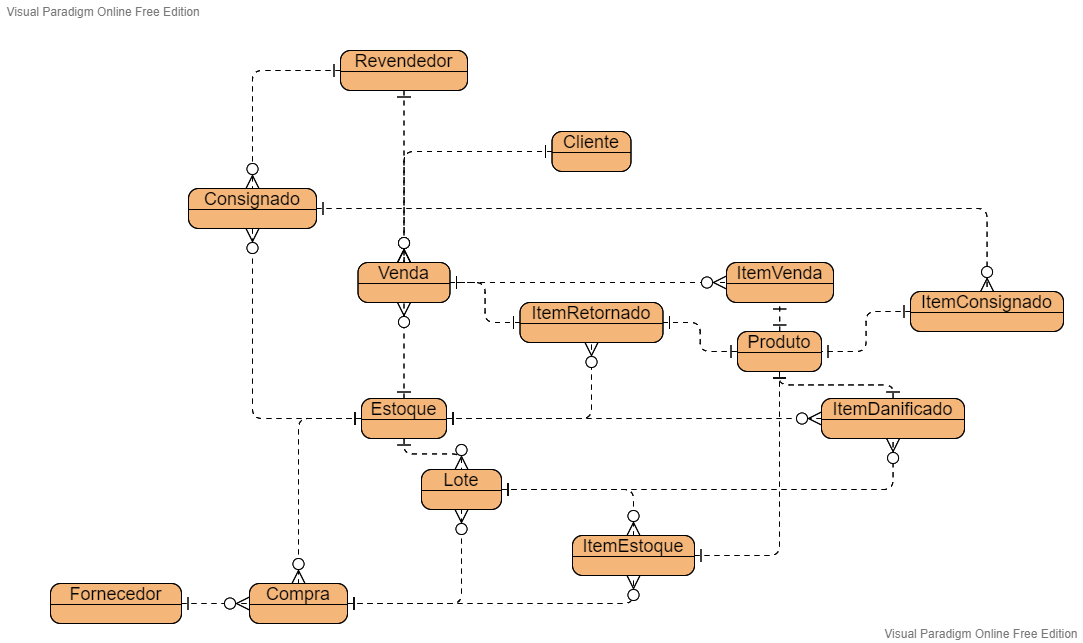 Visual Paradigm Online Free Edition
Revendedor
Cliente
Consignado
Venda
ItemVenda
ItemConsignado
ItemRetornado
Produto
Estoque
ItemDanificado
Lote
ItemEstoque
Fornecedor
Compra
Visual Paradigm Online Free Edition